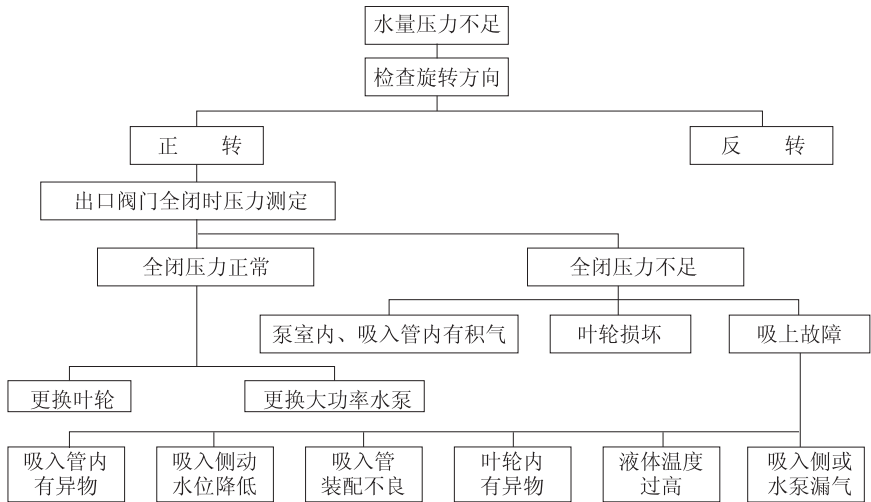 水量压力不足
检查旋转方向
正 转
反 转
出口阀门全闭时压力测定
全闭压力正常
全闭压力不足
泵室内、吸入管内有积气
叶轮损坏
吸上故障
更换叶轮
更换大功率水泵
吸入管内
有异物
吸入侧动
水位降低
吸入管
装配不良
叶轮内
有异物
液体温度
过高
吸入侧或
水泵漏气